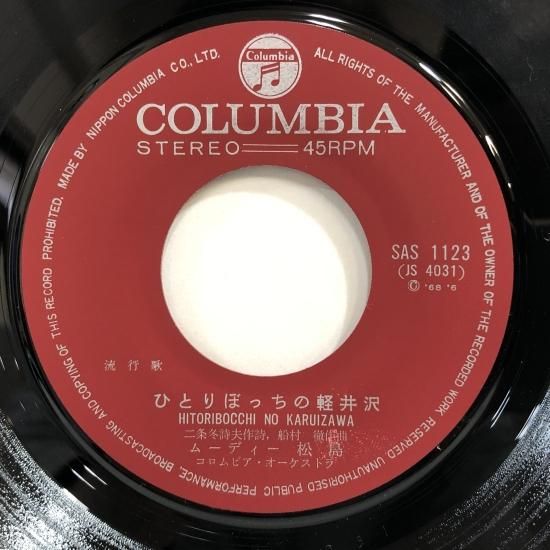 Columbia
COLUMBIA
STEREO 45RPM
SAS 1123
(JS 4031)
Ⓒ '68 '6
流行歌
ひとりぼっちの軽井沢
HITORIBOCCHI NO KARUIZAWA
二条冬詩夫作詩, 船村 徹作曲
ムーディー 松島
コロムビア・オーケストラ
MADE BY NIPPON COLUMBIA CO., LTD. ALL RIGHTS OF THE MANUFACTURER AND OF THE OWNER OF THE RECORDED WORK RESERVED. UNAUTHORISED PUBLIC PERFORMANCE, BROADCASTING AND COPYING OF THIS RECORD PROHIBITED.